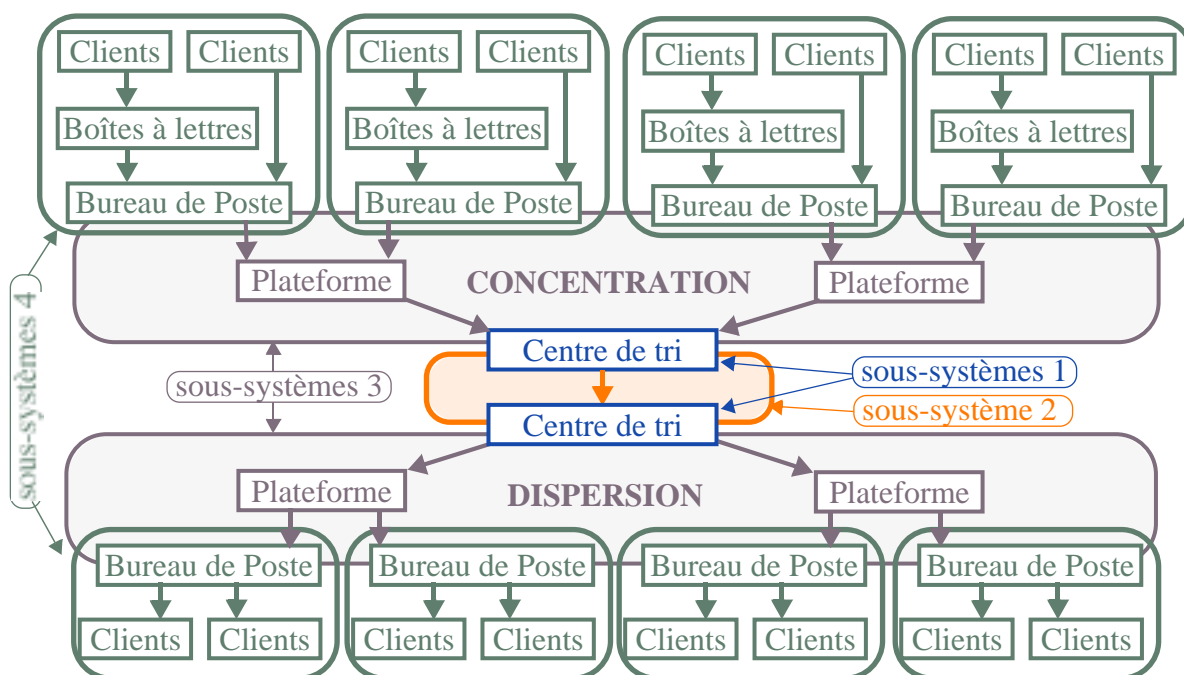 Clients Clients Clients Clients Clients Clients Clients Clients
Boîtes à lettres Boîtes à lettres Boîtes à lettres Boîtes à lettres
Bureau de Poste Bureau de Poste Bureau de Poste Bureau de Poste
Plateforme CONCENTRATION Plateforme
Centre de tri
sous-systèmes 4
sous-systèmes 3
sous-systèmes 1
sous-système 2
Centre de tri
Plateforme DISPERSION Plateforme
Bureau de Poste Bureau de Poste Bureau de Poste Bureau de Poste
Clients Clients Clients Clients Clients Clients Clients Clients